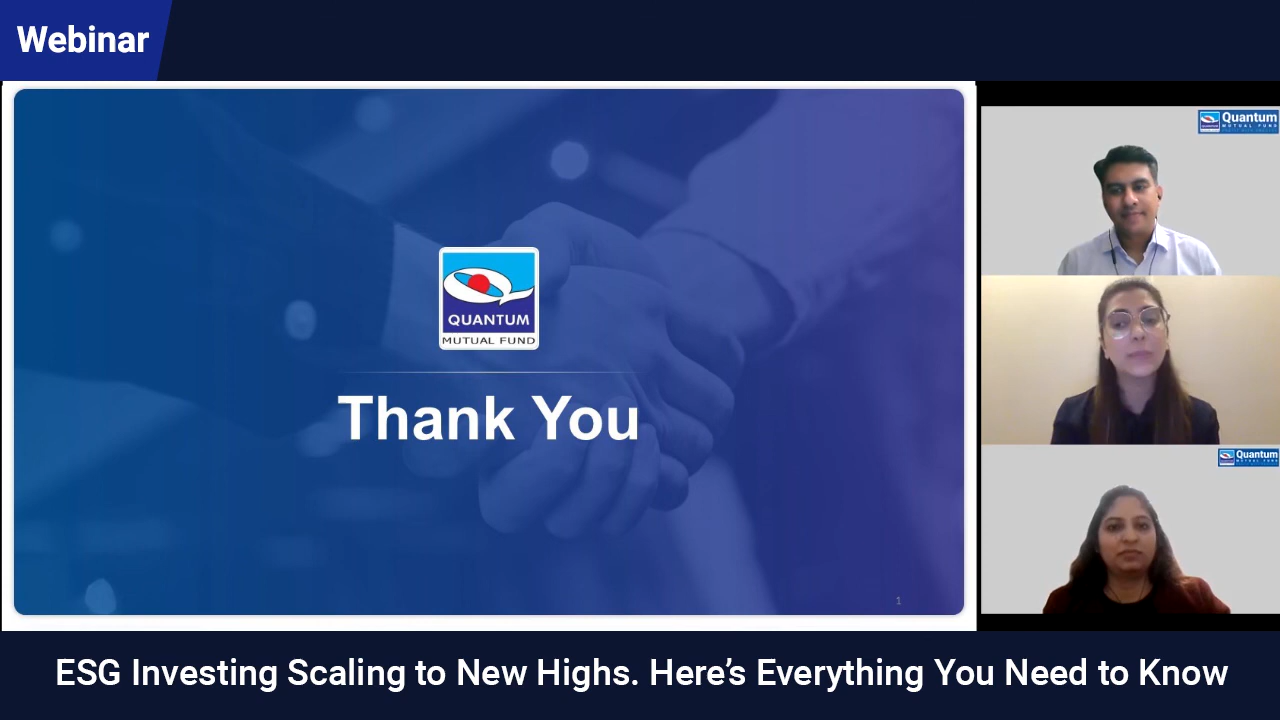 Webinar
QUANTUM
MUTUAL FUND
Thank You
1
Quantum
MUTUAL FUND
Quantum
MUTUAL FUND
ESG Investing Scaling to New Highs. Here’s Everything You Need to Know